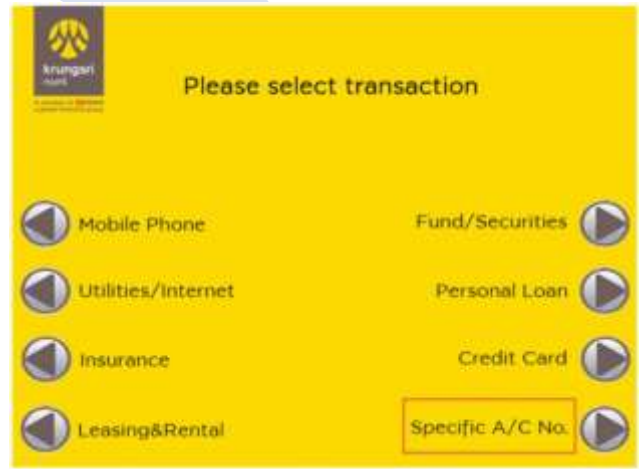 krungsri
Please select transaction
Mobile Phone
Fund/Securities
Utilities/Internet
Personal Loan
Insurance
Credit Card
Leasing&Rental
Specific A/C No.